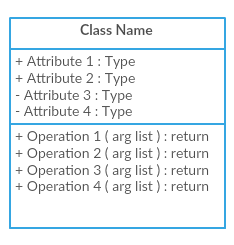 Class Name
+ Attribute 1 : Type
+ Attribute 2 : Type
- Attribute 3 : Type
- Attribute 4 : Type
+ Operation 1 ( arg list ) : return
+ Operation 2 ( arg list ) : return
+ Operation 3 ( arg list ) : return
+ Operation 4 ( arg list ) : return